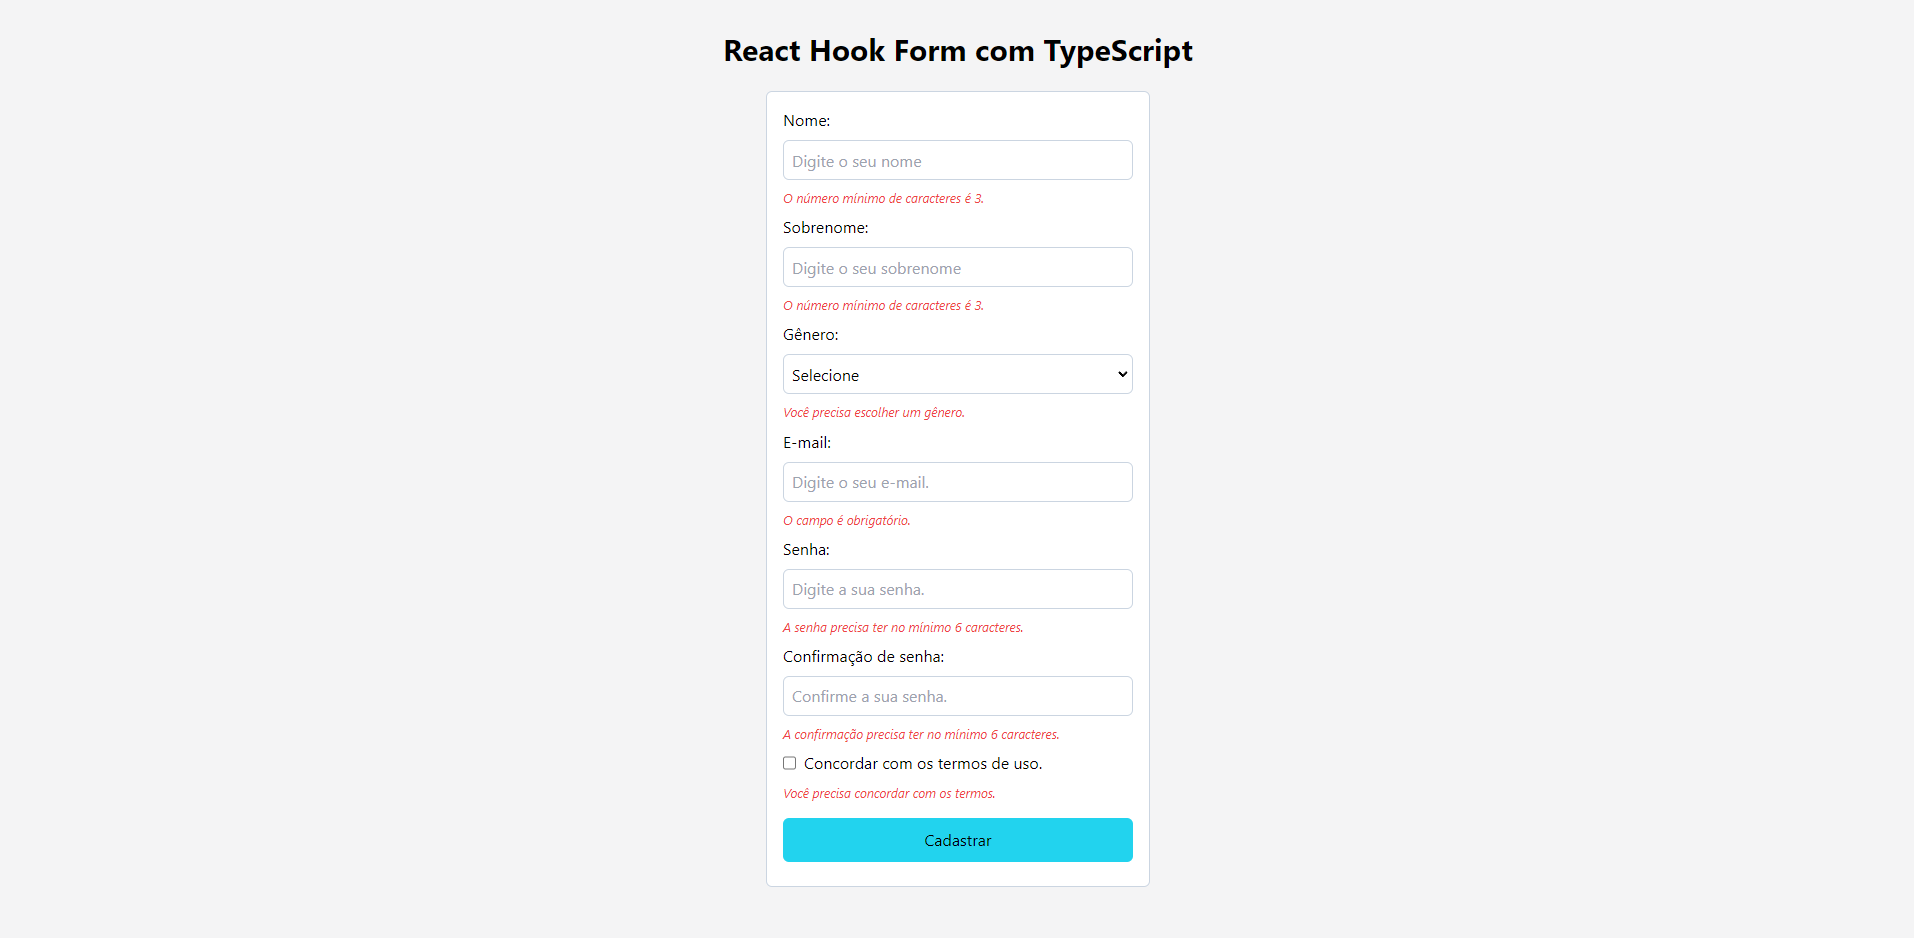 React Hook Form com TypeScript
Nome:
Digite o seu nome
O número mínimo de caracteres é 3.
Sobrenome:
Digite o seu sobrenome
O número mínimo de caracteres é 3.
Gênero:
Selecione
Você precisa escolher um gênero.
E-mail:
Digite o seu e-mail.
O campo é obrigatório.
Senha:
Digite a sua senha.
A senha precisa ter no mínimo 6 caracteres.
Confirmação de senha:
Confirme a sua senha.
A confirmação precisa ter no mínimo 6 caracteres.
Concordar com os termos de uso.
Você precisa concordar com os termos.
Cadastrar